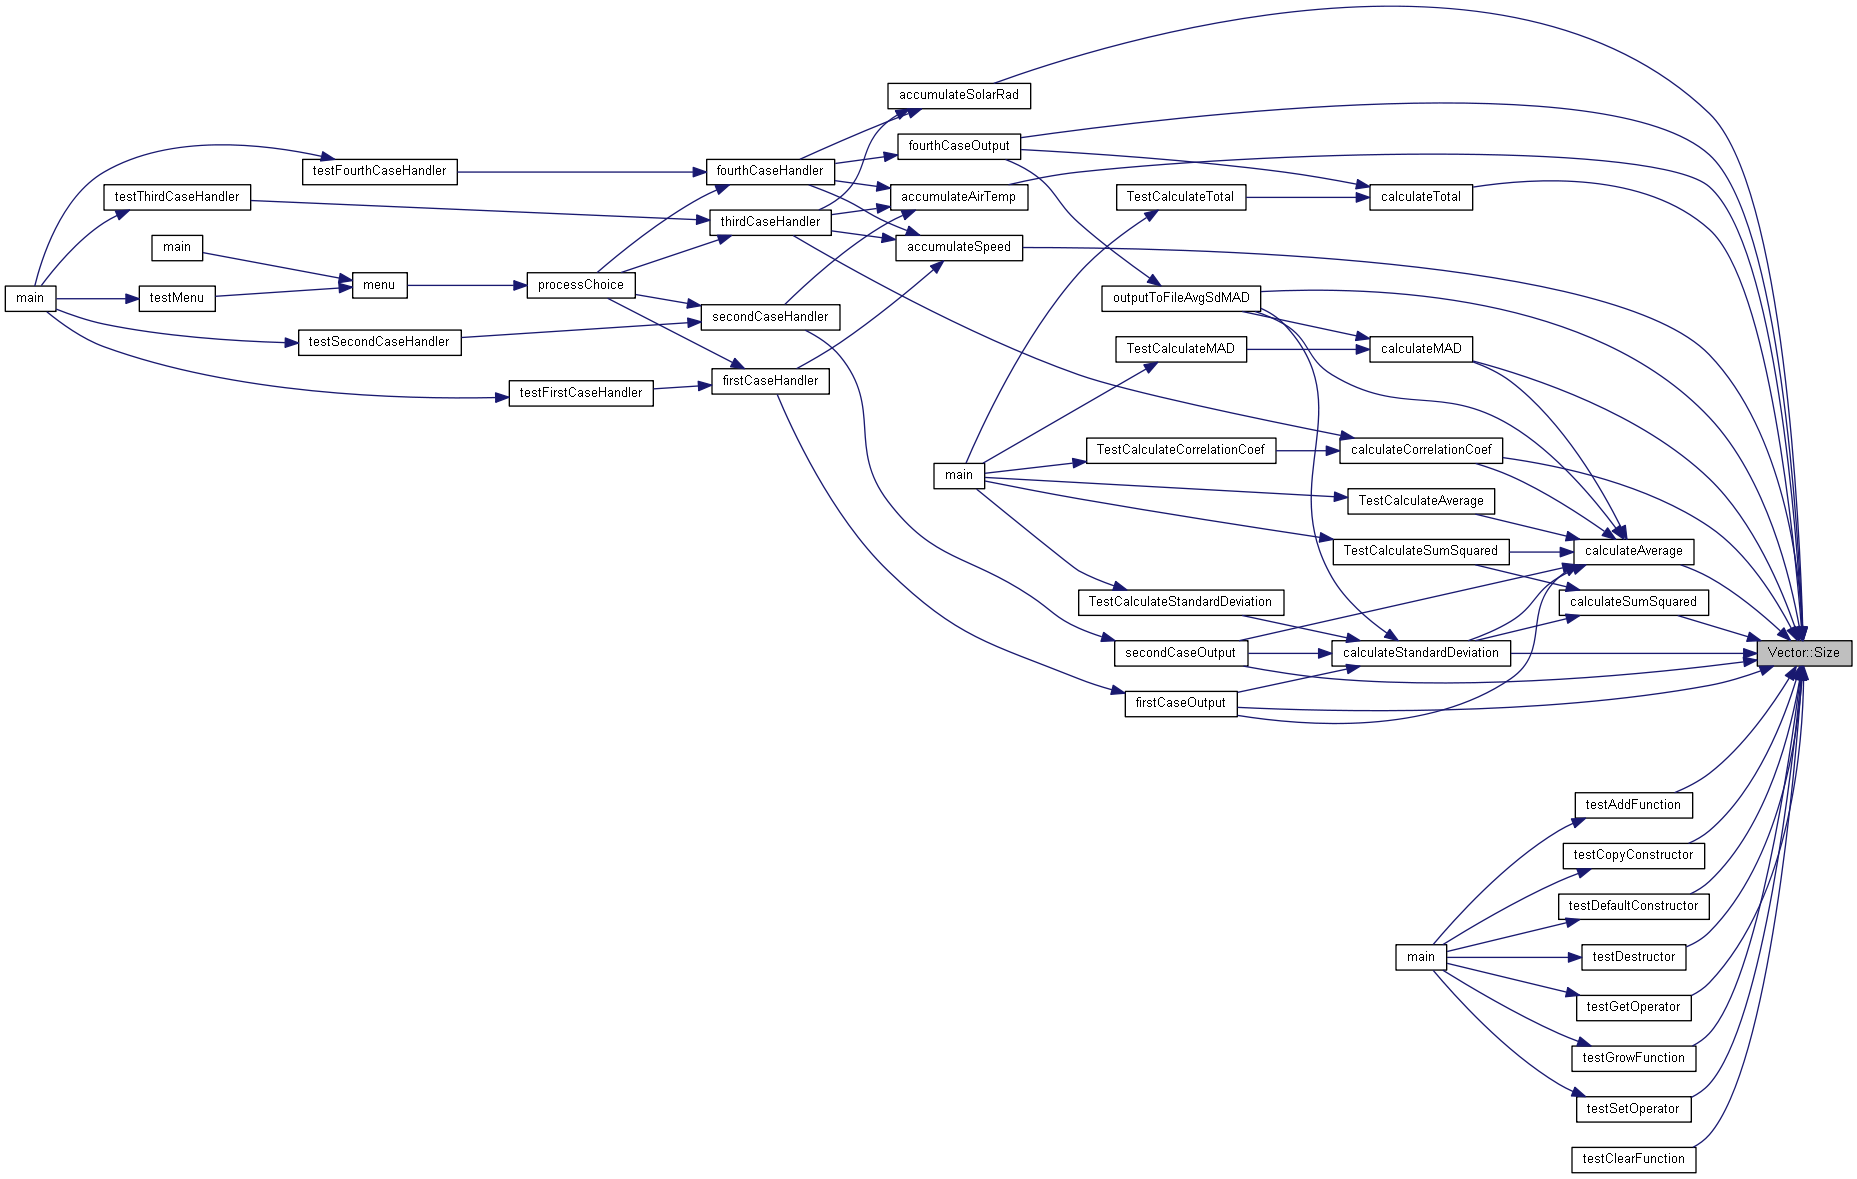 accumulateSolarRad
fourthCaseOutput
testFourthCaseHandler
fourthCaseHandler
testThirdCaseHandler
accumulateAirTemp
TestCalculateTotal
calculateTotal
thirdCaseHandler
main
accumulateSpeed
menu
processChoice
main
testMenu
outputToFileAvgSdMAD
secondCaseHandler
testSecondCaseHandler
TestCalculateMAD
calculateMAD
firstCaseHandler
testFirstCaseHandler
TestCalculateCorrelationCoef
calculateCorrelationCoef
main
TestCalculateAverage
TestCalculateSumSquared
calculateAverage
TestCalculateStandardDeviation
calculateSumSquared
secondCaseOutput
calculateStandardDeviation
Vector::Size
firstCaseOutput
testAddFunction
testCopyConstructor
testDefaultConstructor
main
testDestructor
testGetOperator
testGrowFunction
testSetOperator
testClearFunction